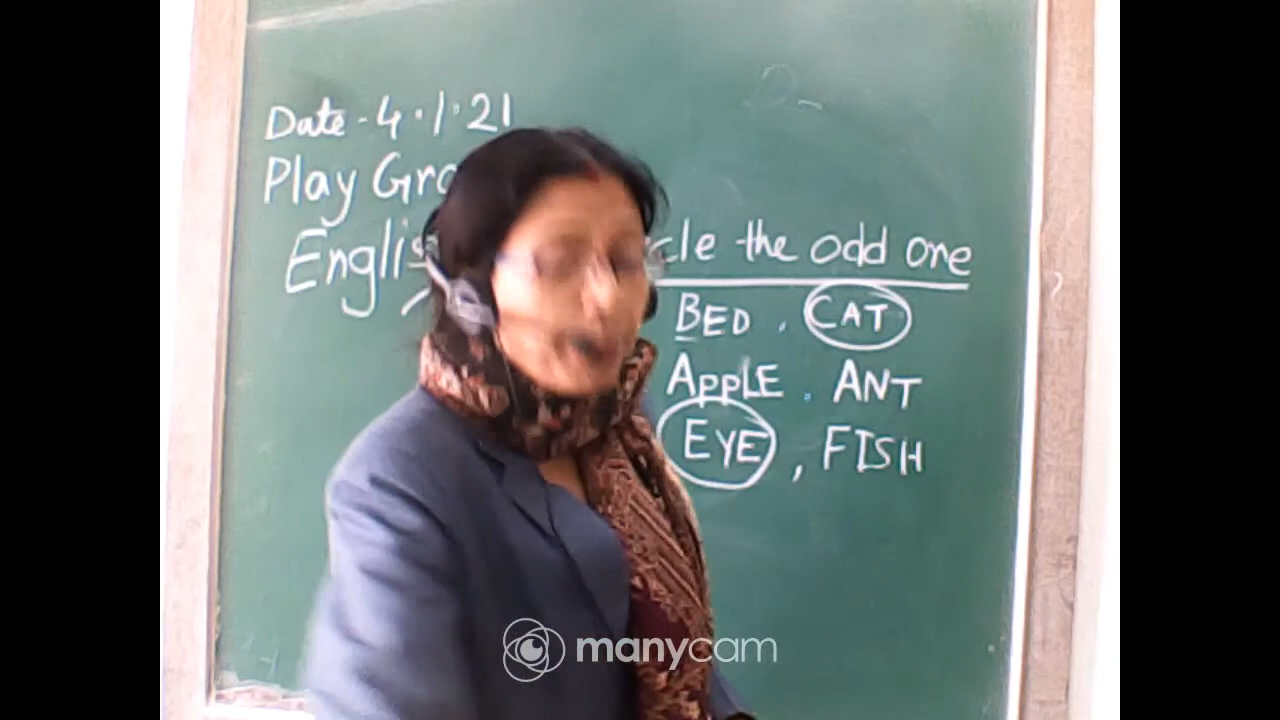 Date - 4.1.21
Play Gro
Englis cle the odd one
BED . CAT
APPLE . ANT
EYE , FISH
manycam